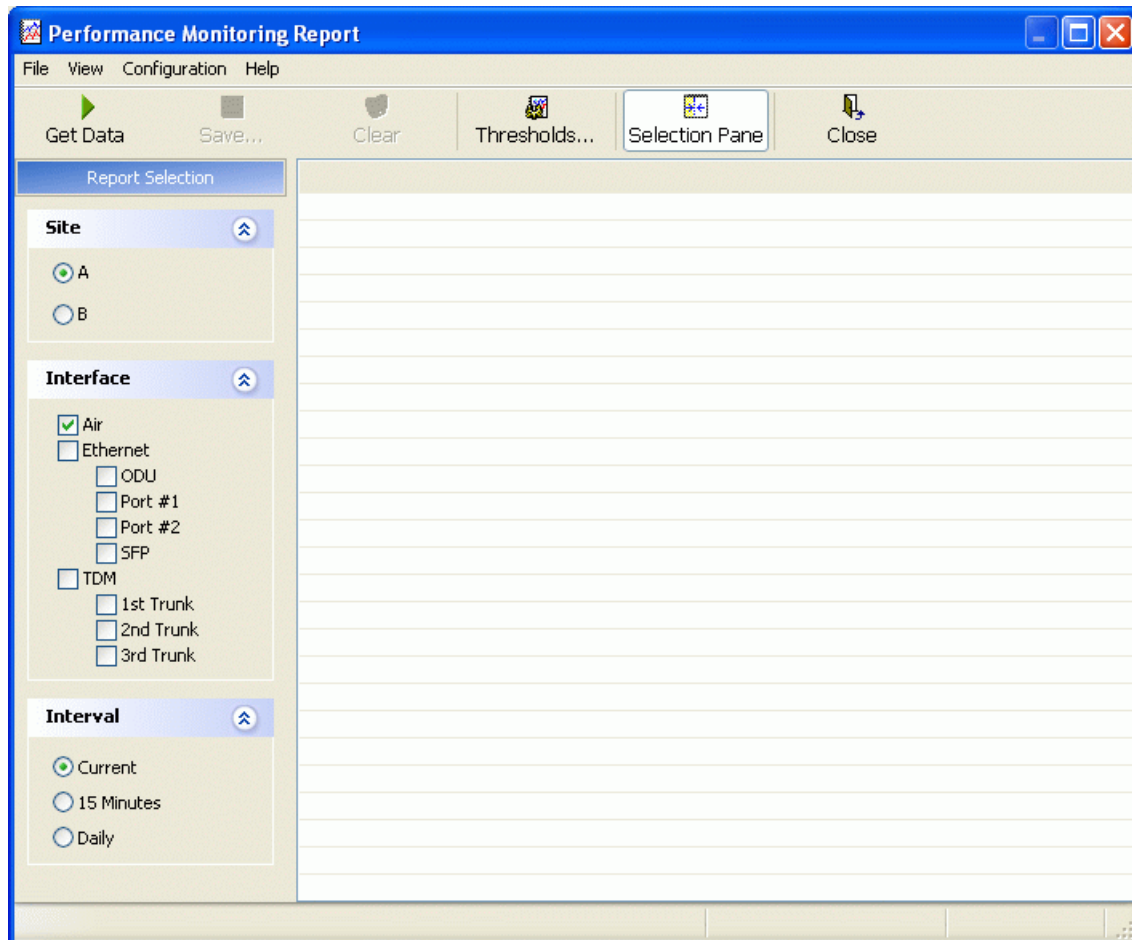 Performance Monitoring Report
File View Configuration Help
Get Data Save... Clear Thresholds... Selection Pane Close
Report Selection
Site
A
B
Interface
Air
Ethernet
ODU
Port #1
Port #2
SFP
TDM
1st Trunk
2nd Trunk
3rd Trunk
Interval
Current
15 Minutes
Daily